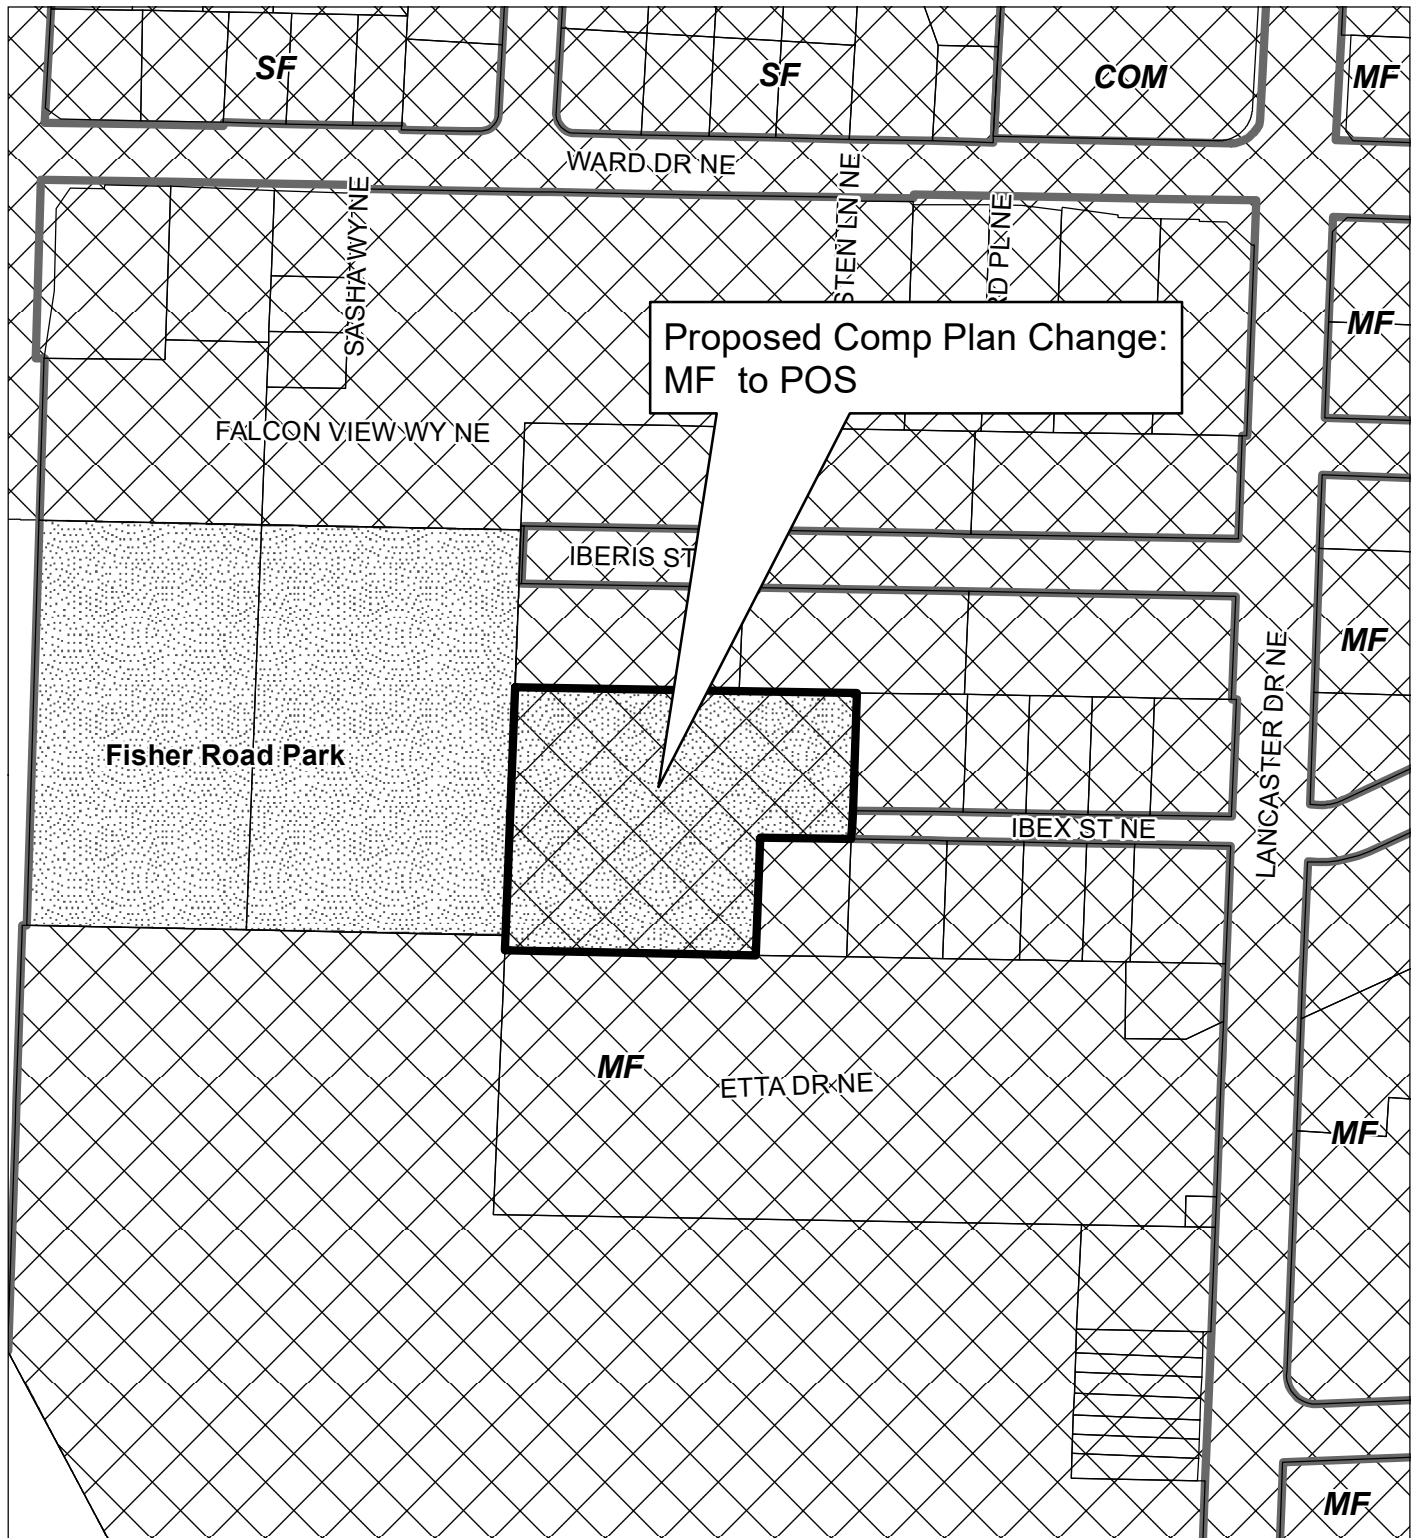 SF
SF
COM
MF
WARD DR NE
SASHA WY NE
STEN LN NE
RD PL NE
MF
Proposed Comp Plan Change:
MF to POS
FALCON VIEW WY NE
IBERIS ST
MF
LANCASTER DR NE
Fisher Road Park
IBEX ST NE
MF
ETTA DR NE
MF
MF